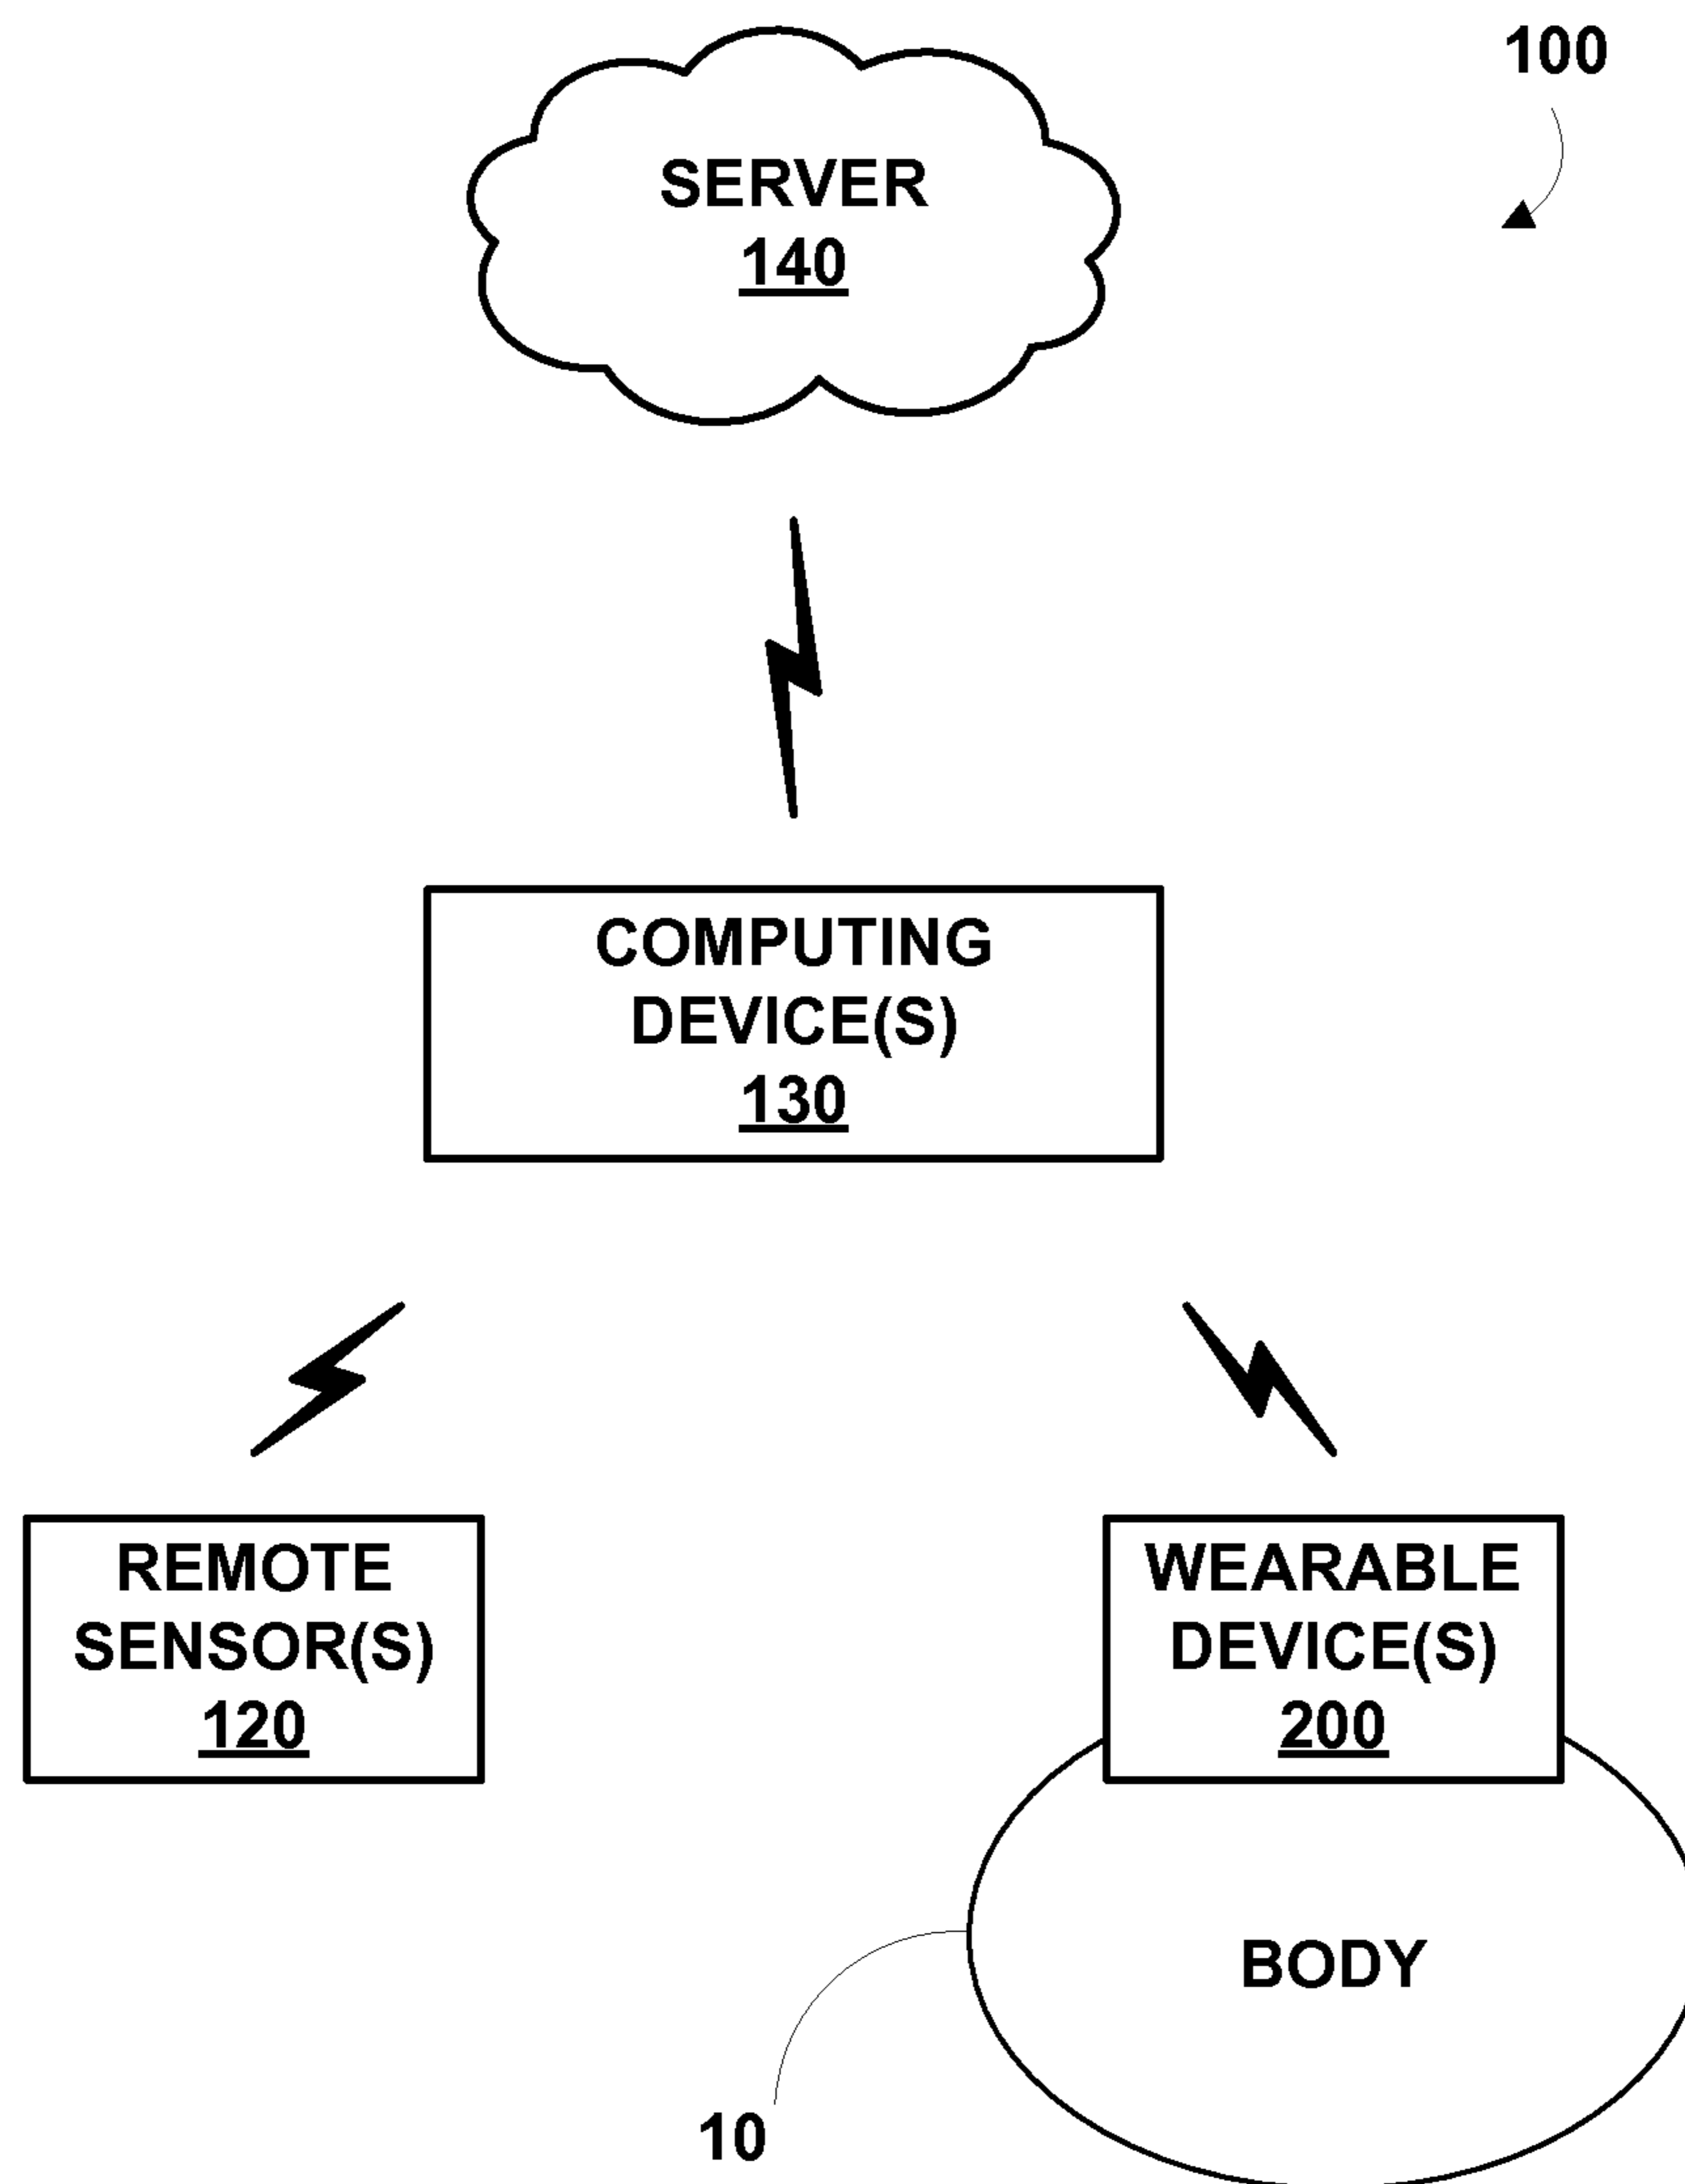 100
SERVER
140
COMPUTING
DEVICE(S)
130
REMOTE
SENSOR(S)
120
WEARABLE
DEVICE(S)
200
BODY
10